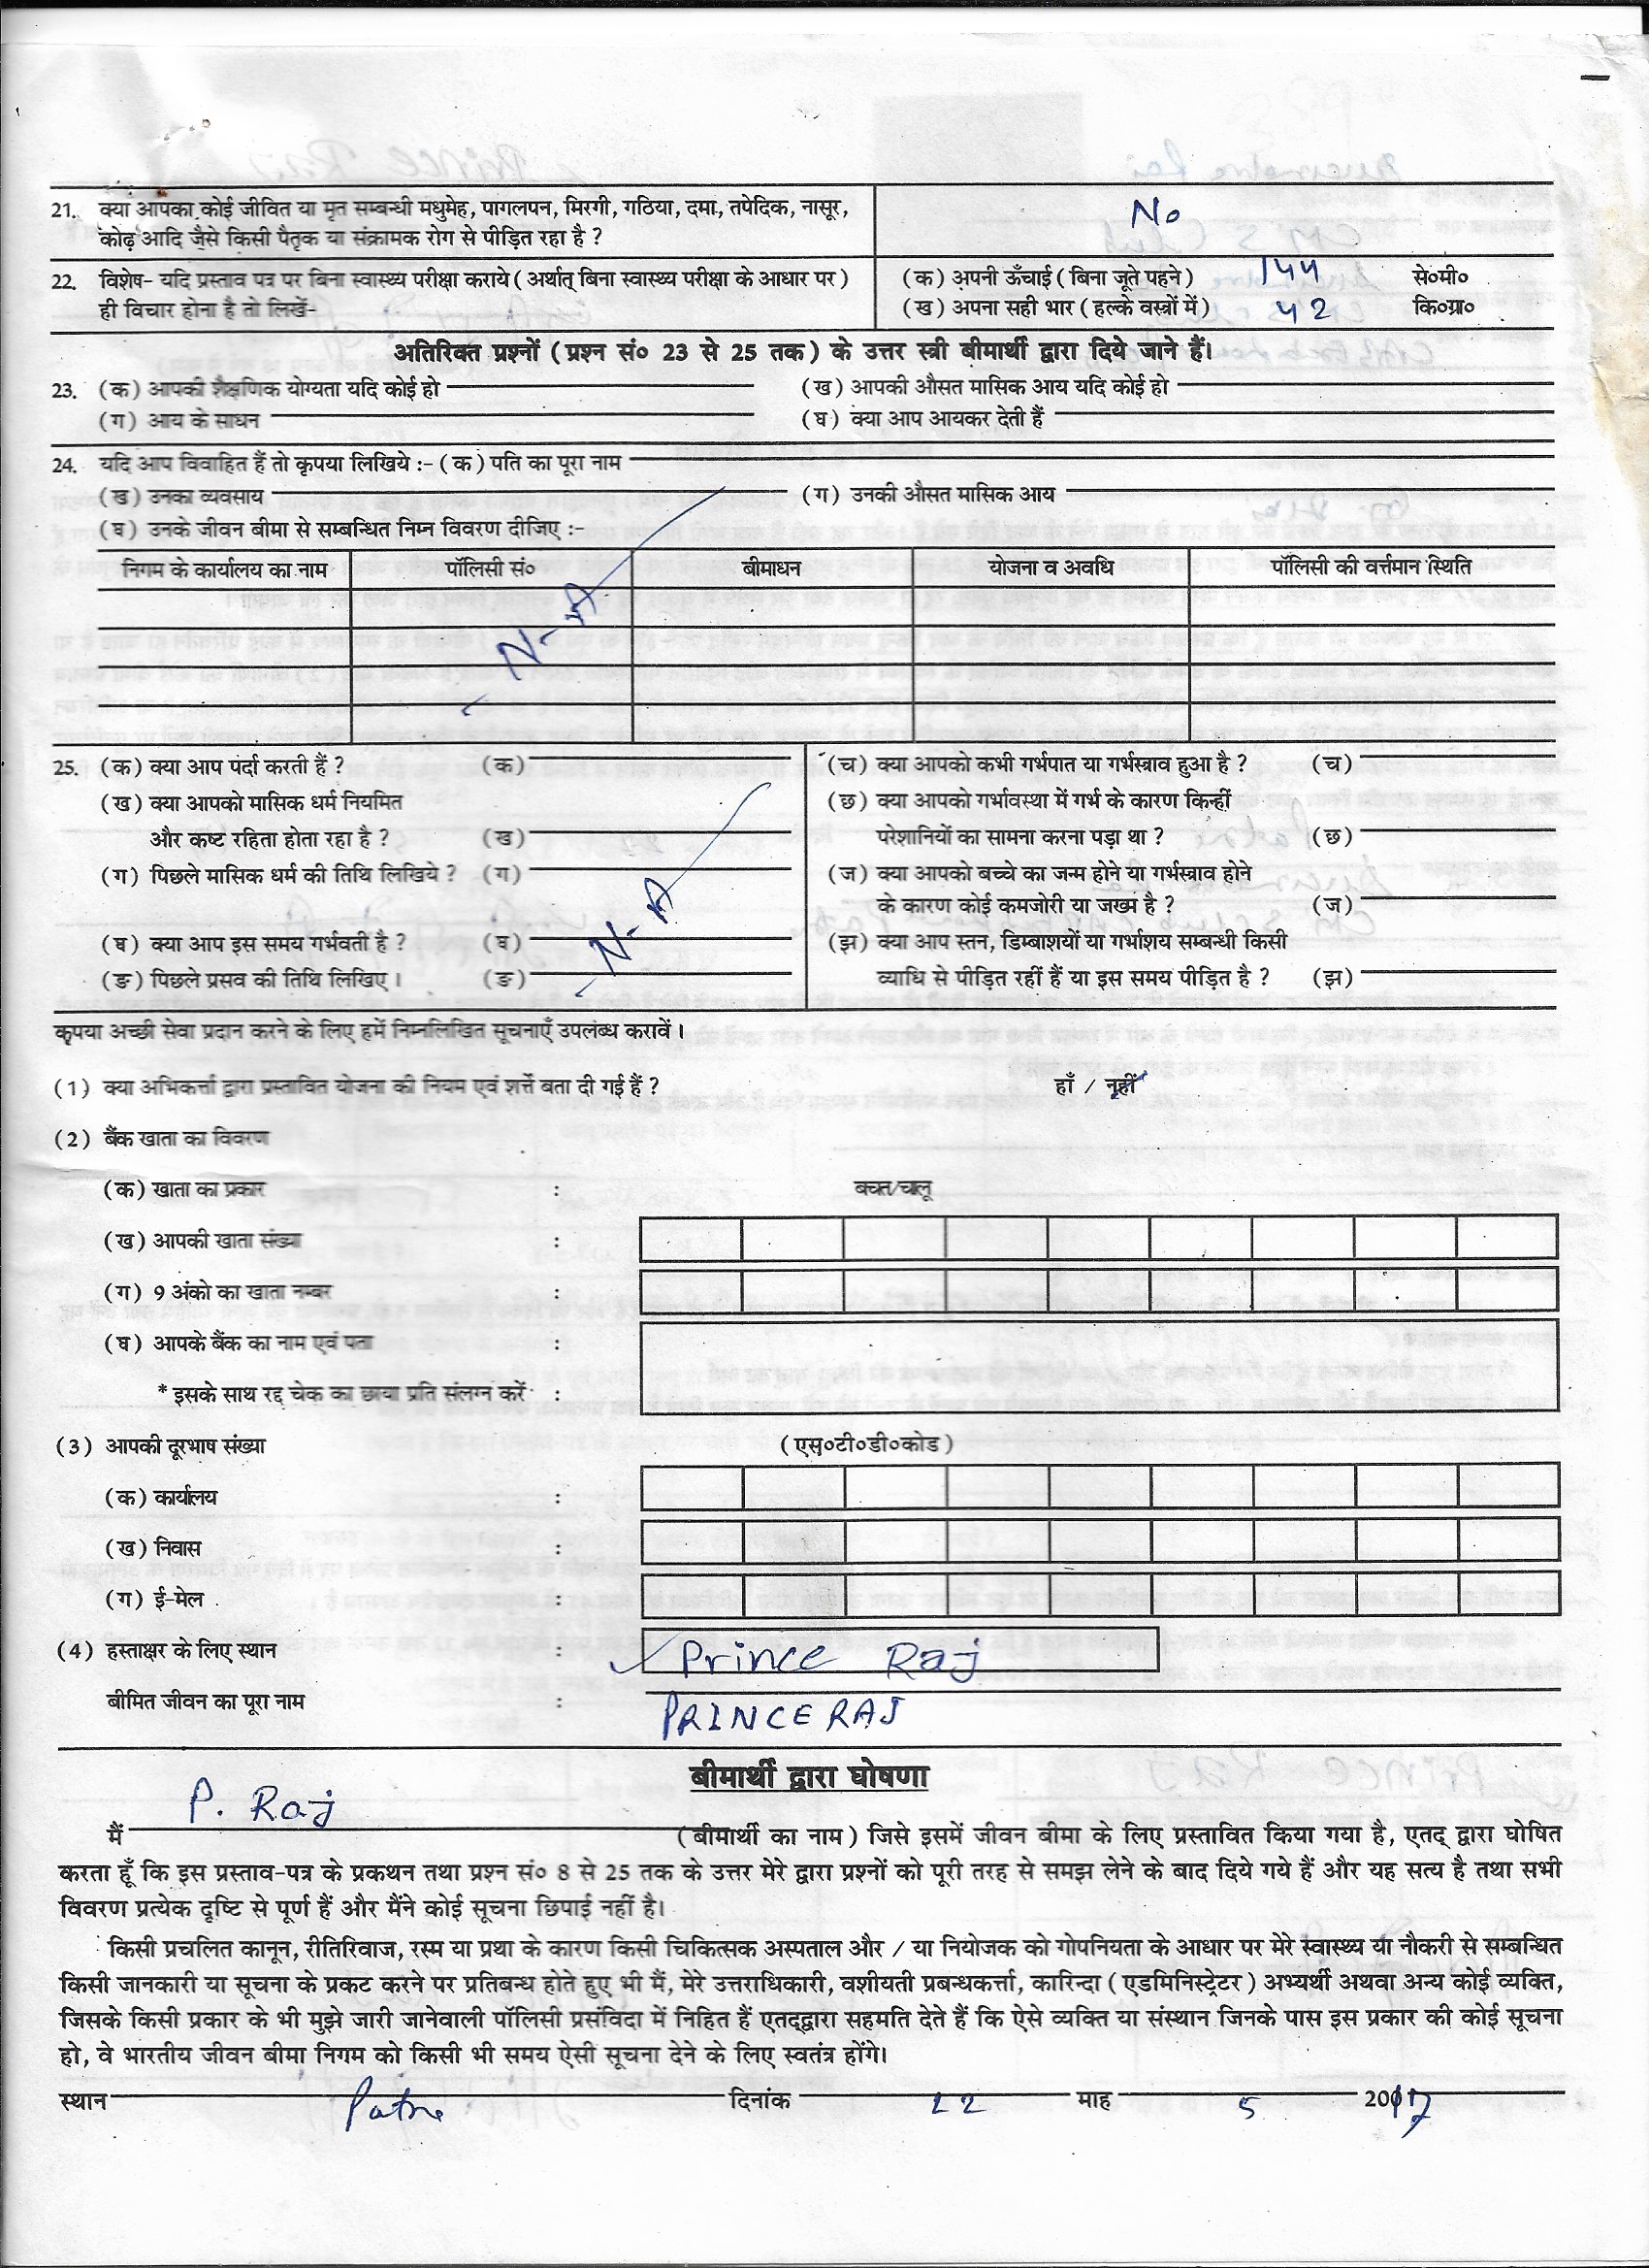 21. क्या आपका कोई जीवित या मृत सम्बन्धी मधुमेह, पागलपन, मिरगी, गठिया, दमा, तपेदिक, नासूर, No
कोढ़ आदि जैसे किसी पैतृक या संक्रामक रोग से पीड़ित रहा है ?
22. विशेष- यदि प्रस्ताव पत्र पर बिना स्वास्थ्य परीक्षा कराये ( अर्थात् बिना स्वास्थ्य परीक्षा के आधार पर ) (क) अपनी ऊँचाई ( बिना जूते पहने ) 144 से०मी०
ही विचार होना है तो लिखें- (ख) अपना सही भार ( हल्के वस्त्रों में ) 42 कि०ग्रा०
अतिरिक्त प्रश्नों ( प्रश्न सं० 23 से 25 तक ) के उत्तर स्त्री बीमार्थी द्वारा दिये जाने हैं।
23. (क) आपकी शैक्षणिक योग्यता यदि कोई हो (ख) आपकी औसत मासिक आय यदि कोई हो
(ग) आय के साधन (घ) क्या आप आयकर देती हैं
24. यदि आप विवाहित हैं तो कृपया लिखिये :- (क) पति का पूरा नाम
(ख) उनका व्यवसाय (ग) उनकी औसत मासिक आय
(घ) उनके जीवन बीमा से सम्बन्धित निम्न विवरण दीजिए :-
निगम के कार्यालय का नाम पॉलिसी सं० बीमाधन योजना व अवधि पॉलिसी की वर्त्तमान स्थिति
N-A
25. (क) क्या आप पंर्दा करती हैं ? (क) (च) क्या आपको कभी गर्भपात या गर्भस्त्राव हुआ है ? (च)
(ख) क्या आपको मासिक धर्म नियमित (छ) क्या आपको गर्भावस्था में गर्भ के कारण किन्हीं
और कष्ट रहिता होता रहा है ? (ख) परेशानियों का सामना करना पड़ा था ? (छ)
(ग) पिछले मासिक धर्म की तिथि लिखिये ? (ग) (ज) क्या आपको बच्चे का जन्म होने या गर्भस्त्राव होने
के कारण कोई कमजोरी या जख्म है ? (ज)
N-A
(घ) क्या आप इस समय गर्भवती है ? (घ) (झ) क्या आप स्तन, डिम्बाशयों या गर्भाशय सम्बन्धी किसी
(ङ) पिछले प्रसव की तिथि लिखिए। (ङ) व्याधि से पीड़ित रहीं हैं या इस समय पीड़ित है ? (झ)
कृपया अच्छी सेवा प्रदान करने के लिए हमें निम्नलिखित सूचनाएँ उपलंब्ध करावें।
(1) क्या अभिकर्त्ता द्वारा प्रस्तावित योजना की नियम एवं शर्त्ते बता दी गई हैं ? हाँ / नहीं
(2) बैंक खाता का विवरण
(क) खाता का प्रकार : बचत/चालू
(ख) आपकी खाता संख्या :
(ग) 9 अंको का खाता नम्बर :
(घ) आपके बैंक का नाम एवं पता :
* इसके साथ रद्द चेक का छाया प्रति संलग्न करें :
(3) आपकी दूरभाष संख्या (एस०टी०डी०कोड)
(क) कार्यालय :
(ख) निवास :
(ग) ई-मेल :
(4) हस्ताक्षर के लिए स्थान : Prince Raj
बीमित जीवन का पूरा नाम : PRINCE RAJ
बीमार्थी द्वारा घोषणा
P. Raj
मैं (बीमार्थी का नाम) जिसे इसमें जीवन बीमा के लिए प्रस्तावित किया गया है, एतद् द्वारा घोषित
करता हूँ कि इस प्रस्ताव-पत्र के प्रकथन तथा प्रश्न सं० 8 से 25 तक के उत्तर मेरे द्वारा प्रश्नों को पूरी तरह से समझ लेने के बाद दिये गये हैं और यह सत्य है तथा सभी
विवरण प्रत्येक दृष्टि से पूर्ण हैं और मैंने कोई सूचना छिपाई नहीं है।
किसी प्रचलित कानून, रीतिरिवाज, रस्म या प्रथा के कारण किसी चिकित्सक अस्पताल और / या नियोजक को गोपनियता के आधार पर मेरे स्वास्थ्य या नौकरी से सम्बन्धित
किसी जानकारी या सूचना के प्रकट करने पर प्रतिबन्ध होते हुए भी मैं, मेरे उत्तराधिकारी, वशीयती प्रबन्धकर्त्ता, कारिन्दा ( एडमिनिस्ट्रेटर ) अभ्यर्थी अथवा अन्य कोई व्यक्ति,
जिसके किसी प्रकार के भी मुझे जारी जानेवाली पॉलिसी प्रसंविदा में निहित हैं एतद्द्वारा सहमति देते हैं कि ऐसे व्यक्ति या संस्थान जिनके पास इस प्रकार की कोई सूचना
हो, वे भारतीय जीवन बीमा निगम को किसी भी समय ऐसी सूचना देने के लिए स्वतंत्र होंगे।
स्थान Patna दिनांक 22 माह 5 2017